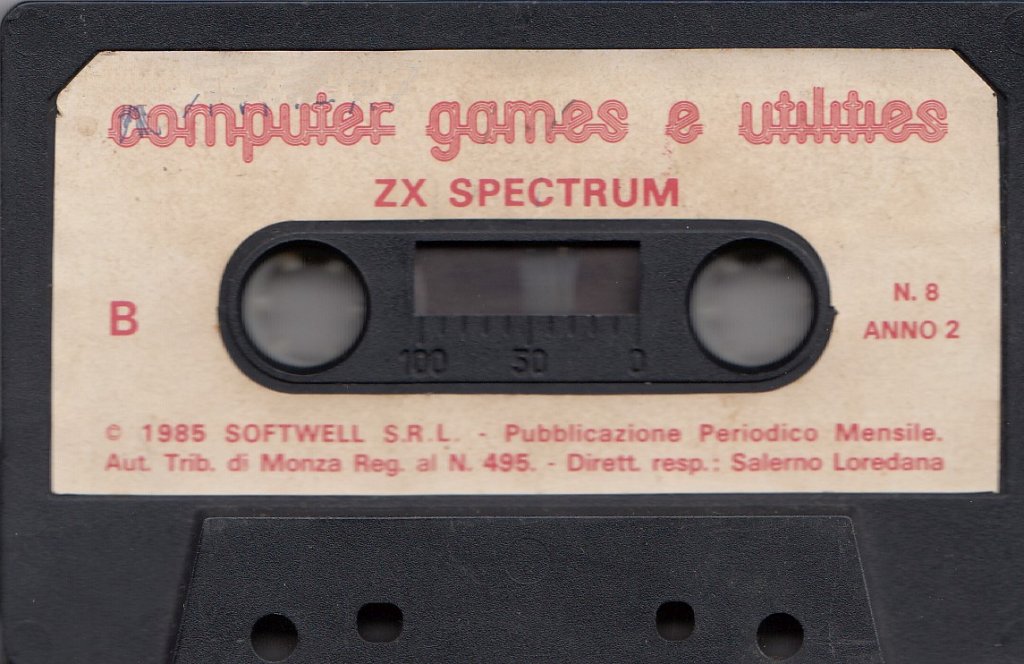 computer games e utilities
ZX SPECTRUM
B
N. 8
ANNO 2
100 50 0
© 1985 SOFTWELL S.R.L. - Pubblicazione Periodico Mensile.
Aut. Trib. di Monza Reg. al N. 495. - Dirett. resp.: Salerno Loredana